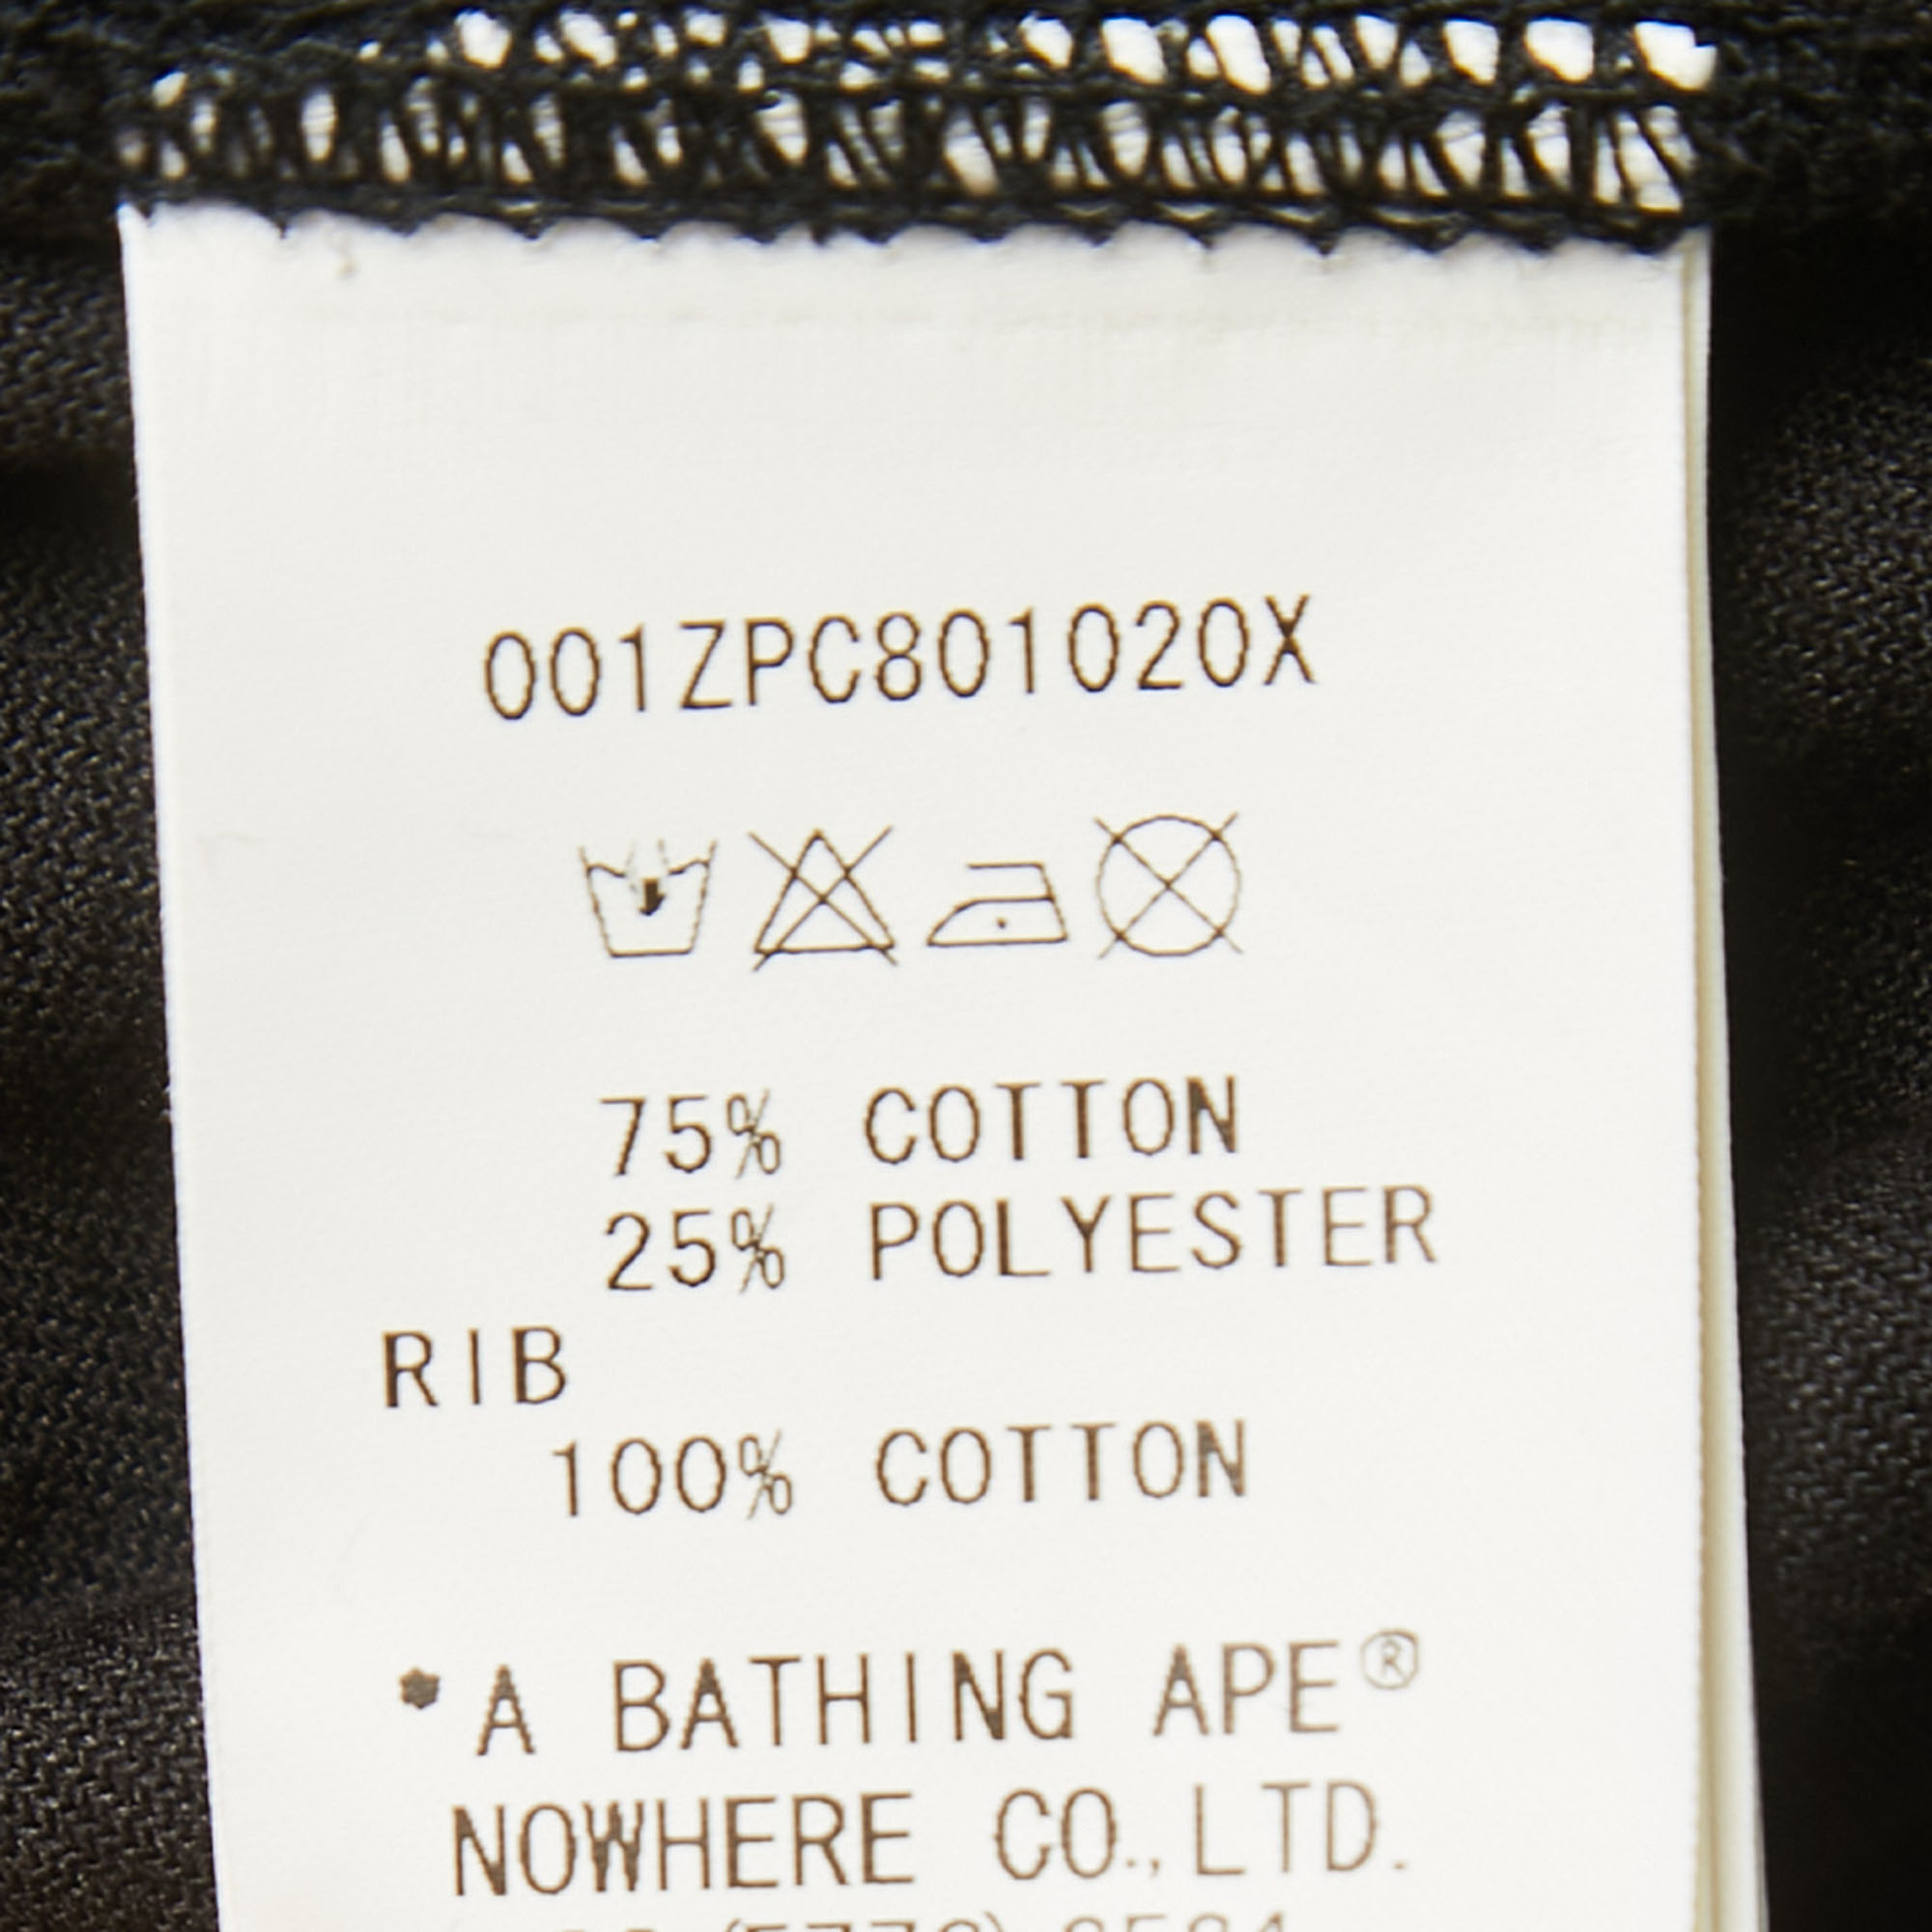 001ZPC801020X
75% COTTON
25% POLYESTER
RIB
100% COTTON
*A BATHING APE®
NOWHERE CO.,LTD.